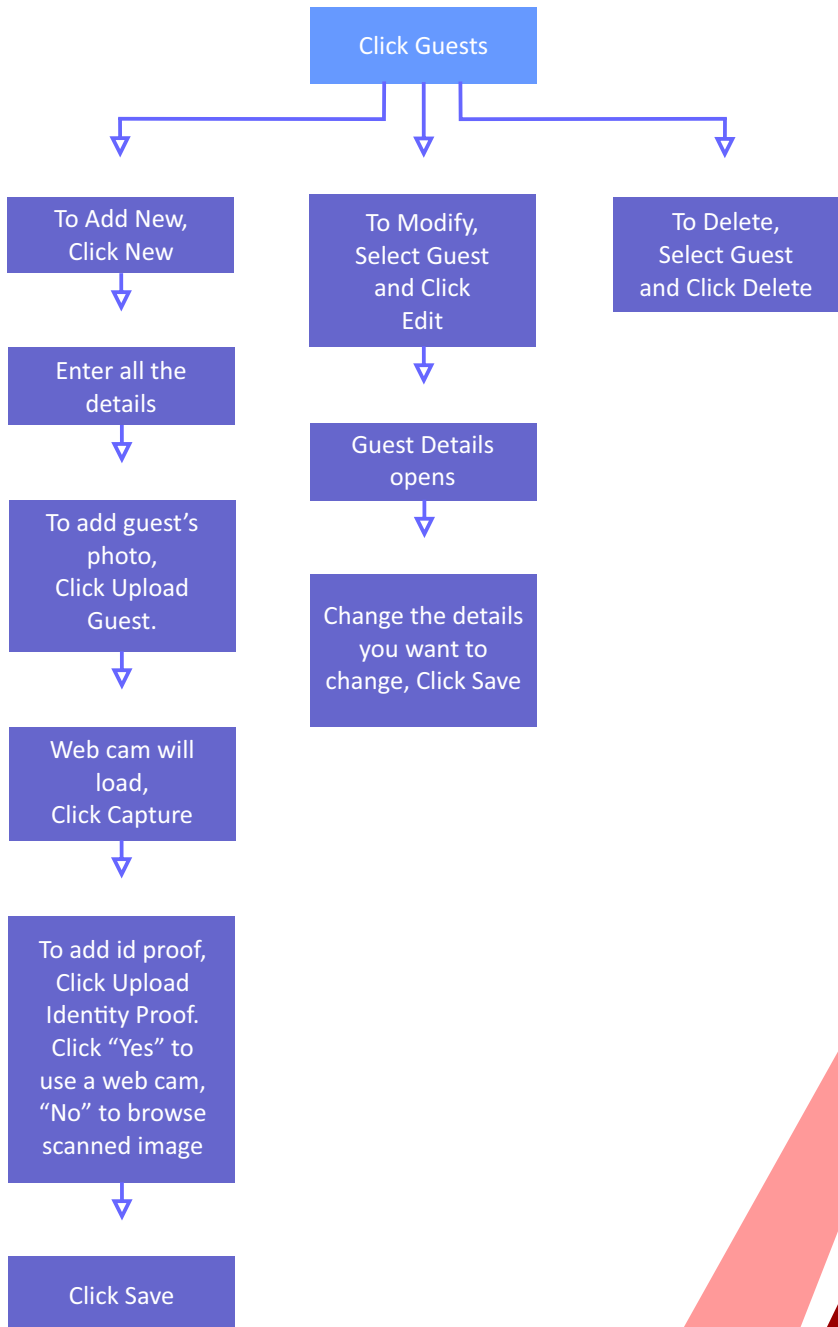 Click Guests
To Add New,
Click New
Enter all the
details
To add guest’s
photo,
Click Upload
Guest.
Web cam will
load,
Click Capture
To add id proof,
Click Upload
Identity Proof.
Click “Yes” to
use a web cam,
“No” to browse
scanned image
Click Save
To Modify,
Select Guest
and Click
Edit
Guest Details
opens
Change the details
you want to
change, Click Save
To Delete,
Select Guest
and Click Delete